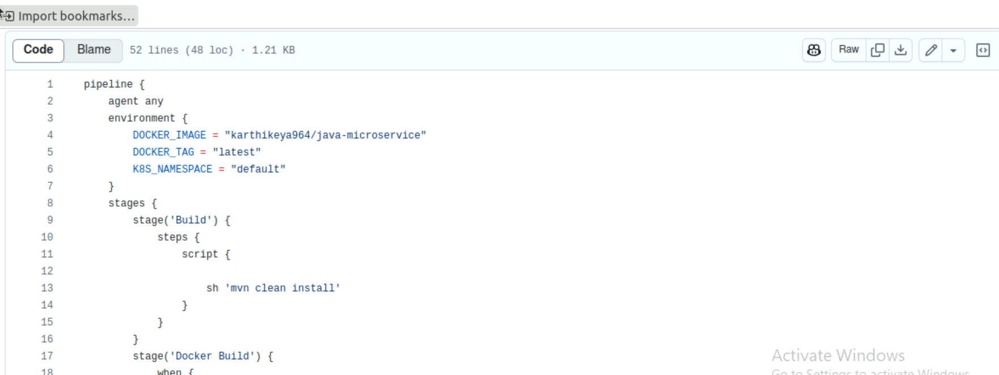 Import bookmarks...
Code Blame 52 lines (48 loc) · 1.21 KB Raw
1 pipeline {
2     agent any
3     environment {
4         DOCKER_IMAGE = "karthikeya964/java-microservice"
5         DOCKER_TAG = "latest"
6         K8S_NAMESPACE = "default"
7     }
8     stages {
9         stage('Build') {
10             steps {
11                 script {
12
13                     sh 'mvn clean install'
14                 }
15             }
16         }
17         stage('Docker Build') {
18             when {
Activate Windows
Go to Settings to activate Windows.